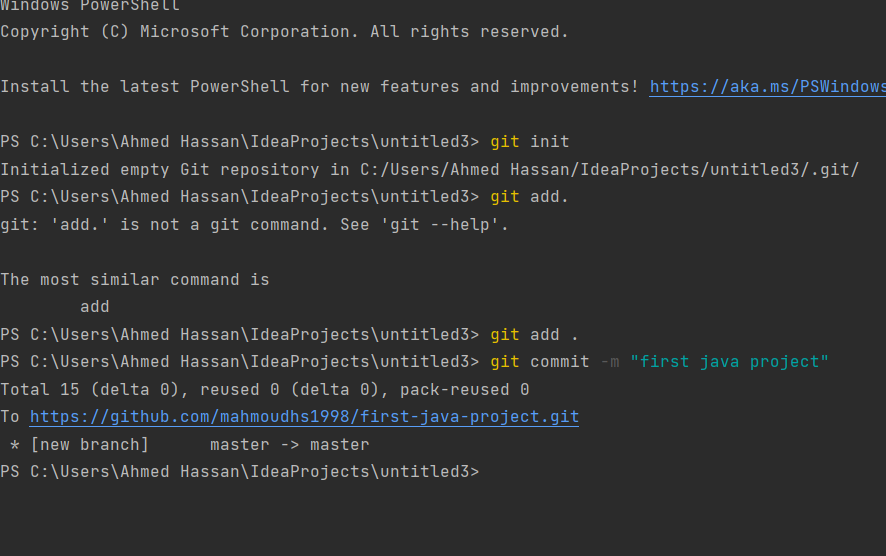 Windows PowerShell
Copyright (C) Microsoft Corporation. All rights reserved.
Install the latest PowerShell for new features and improvements! https://aka.ms/PSWindows
PS C:\Users\Ahmed Hassan\IdeaProjects\untitled3> git init
Initialized empty Git repository in C:/Users/Ahmed Hassan/IdeaProjects/untitled3/.git/
PS C:\Users\Ahmed Hassan\IdeaProjects\untitled3> git add.
git: 'add.' is not a git command. See 'git --help'.
The most similar command is
add
PS C:\Users\Ahmed Hassan\IdeaProjects\untitled3> git add .
PS C:\Users\Ahmed Hassan\IdeaProjects\untitled3> git commit -m "first java project"
Total 15 (delta 0), reused 0 (delta 0), pack-reused 0
To https://github.com/mahmoudhs1998/first-java-project.git
* [new branch] master -> master
PS C:\Users\Ahmed Hassan\IdeaProjects\untitled3>